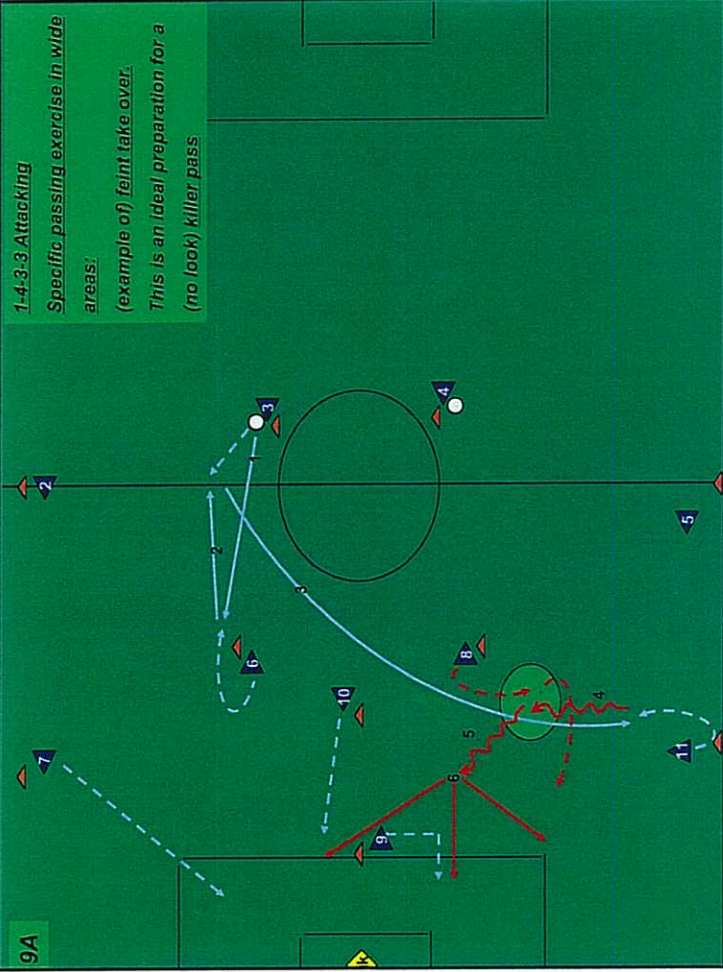 1-4-3-3 Attacking
Specific passing exercise in wide
areas:
(example of) feint take over.
This is an ideal preparation for a
(no look) killer pass
9A
2
3
4
5
1
2
3
6
8
10
7
11
4
5
6
9
K